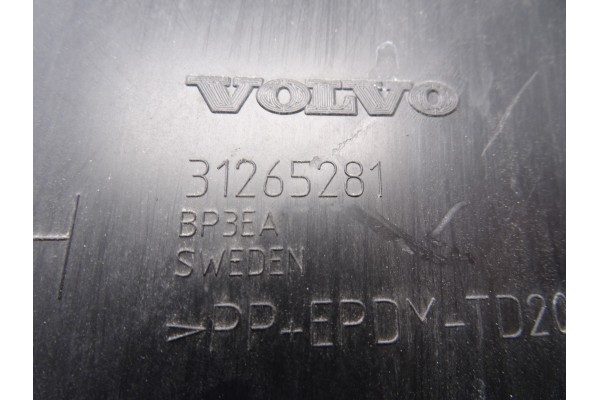 VOLVO
31265281
BP3EA
SWEDEN
>PP+EPDM-TD20